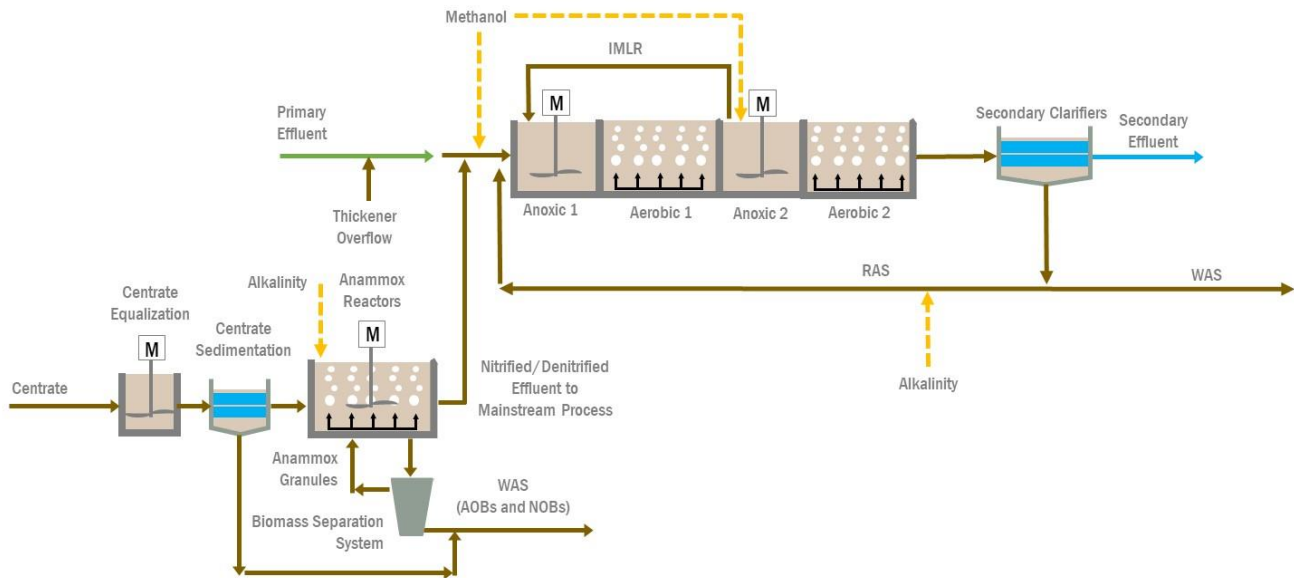 Methanol
IMLR
M
M
Primary
Effluent
Secondary Clarifiers
Secondary
Effluent
Anoxic 1
Aerobic 1
Anoxic 2
Aerobic 2
Thickener
Overflow
RAS
WAS
Alkalinity
Anammox
Reactors
Centrate
Equalization
Centrate
Sedimentation
M
M
Nitrified/Denitrified
Effluent to
Mainstream Process
Alkalinity
Centrate
Anammox
Granules
WAS
(AOBs and NOBs)
Biomass Separation
System